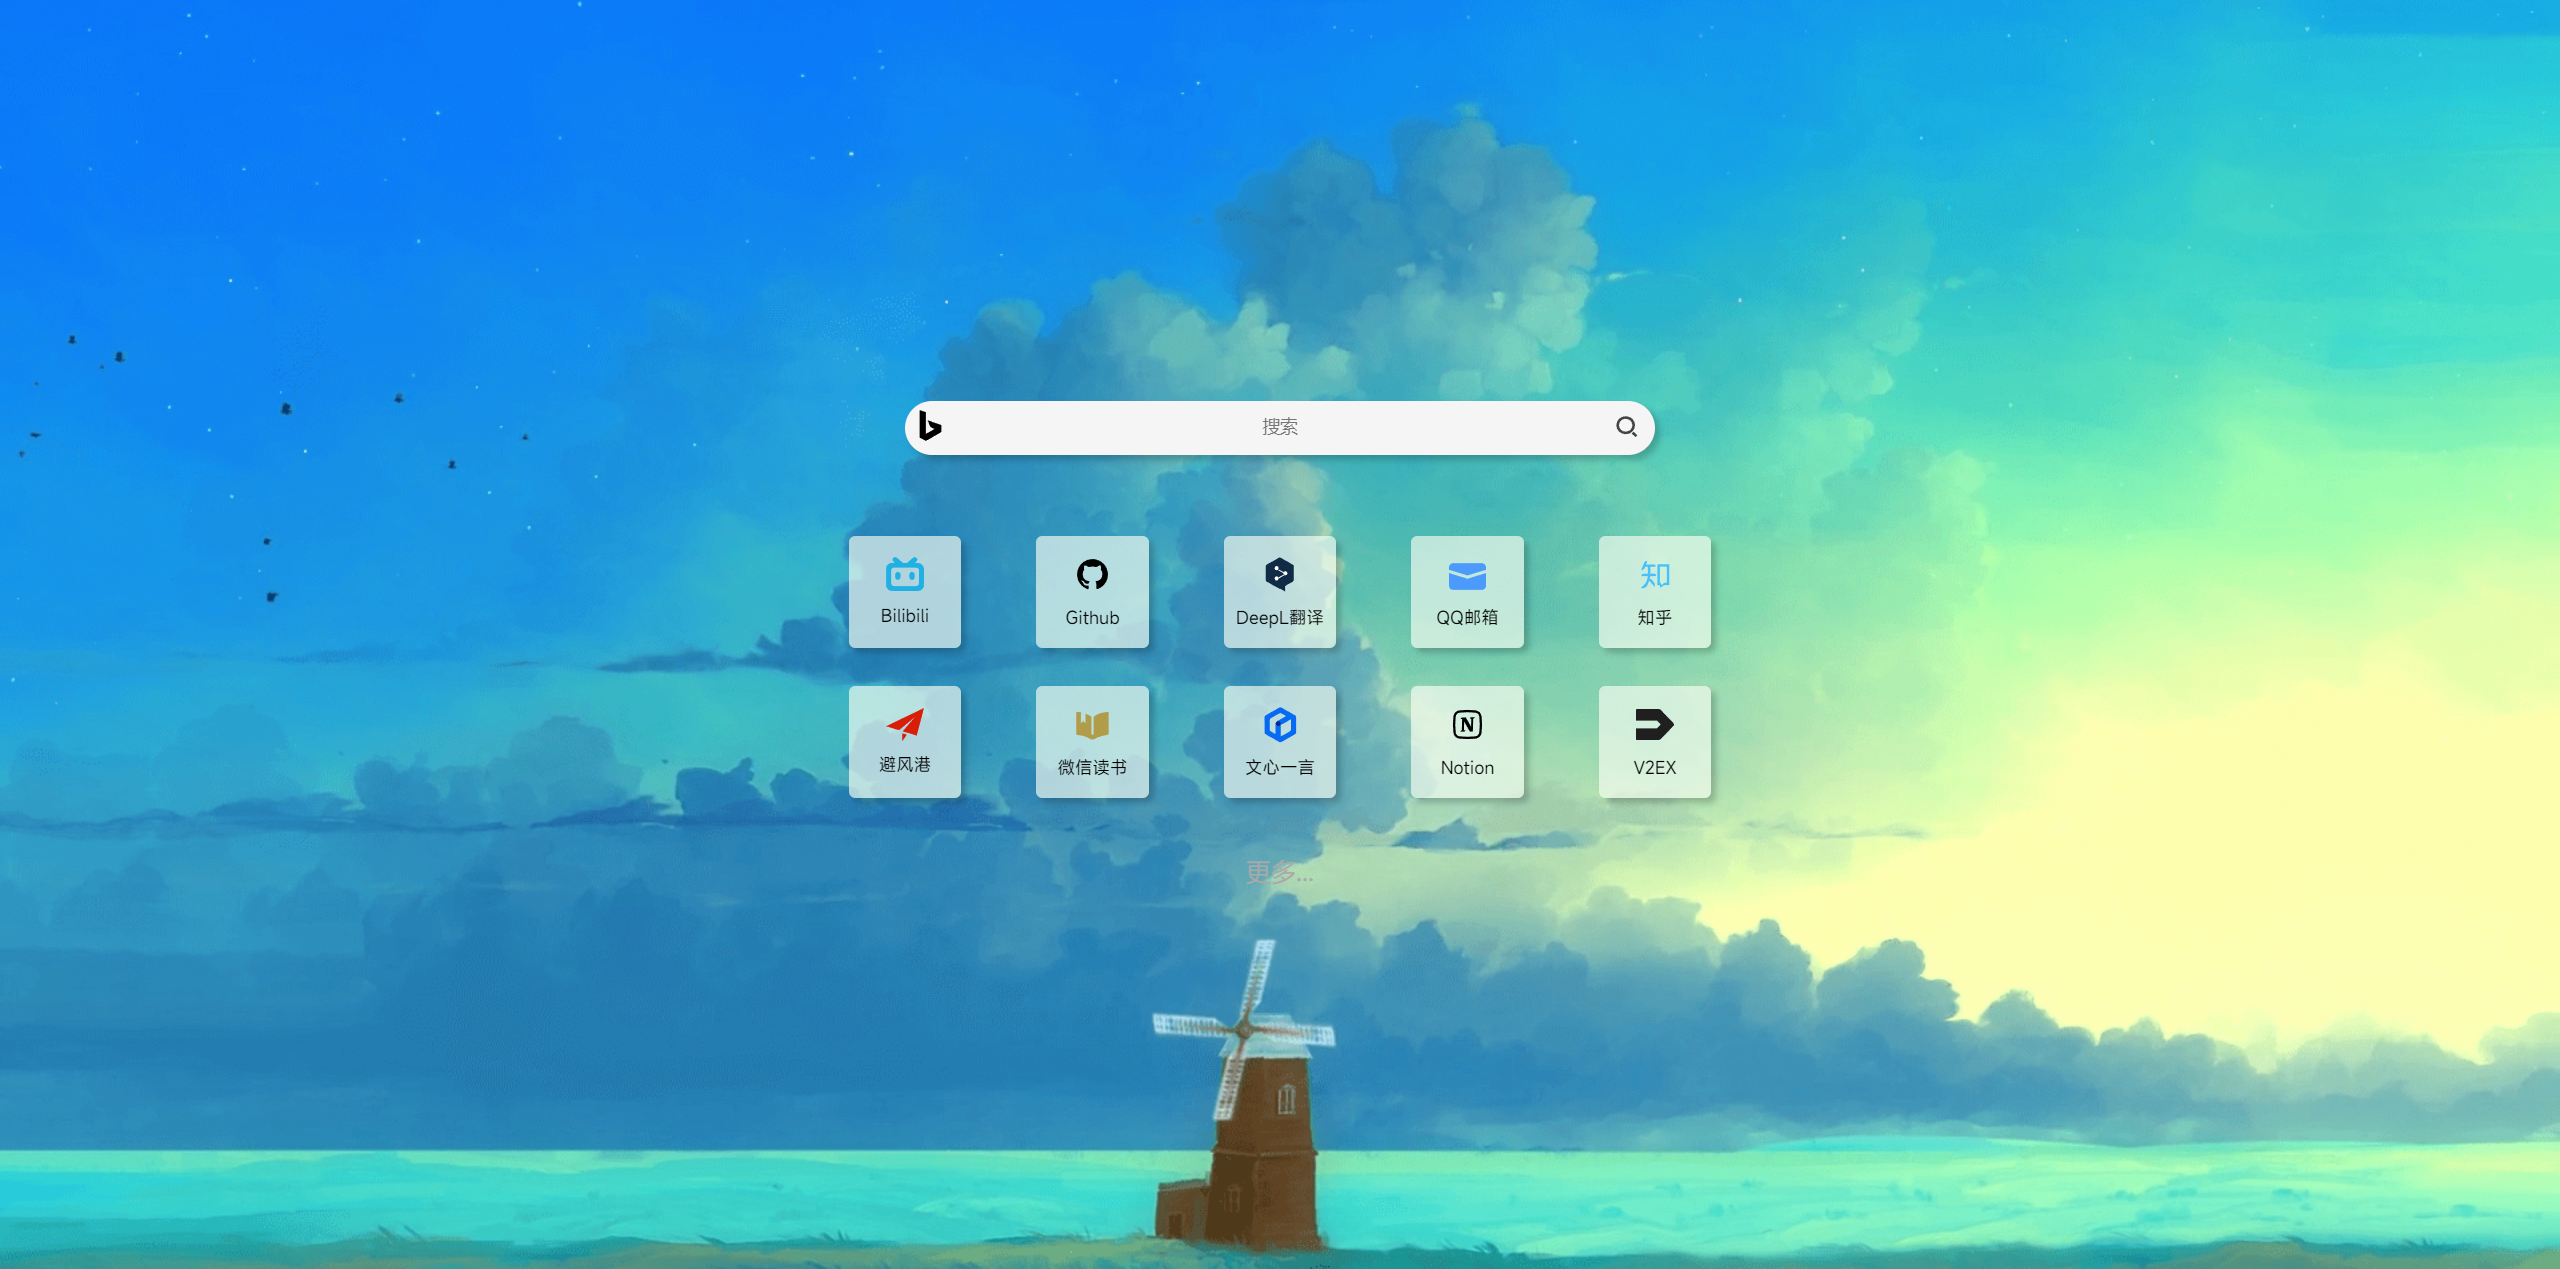 搜索
Bilibili
Github
DeepL翻译
QQ邮箱
知
知乎
避风港
微信读书
文心一言
N
Notion
V2EX
更多...